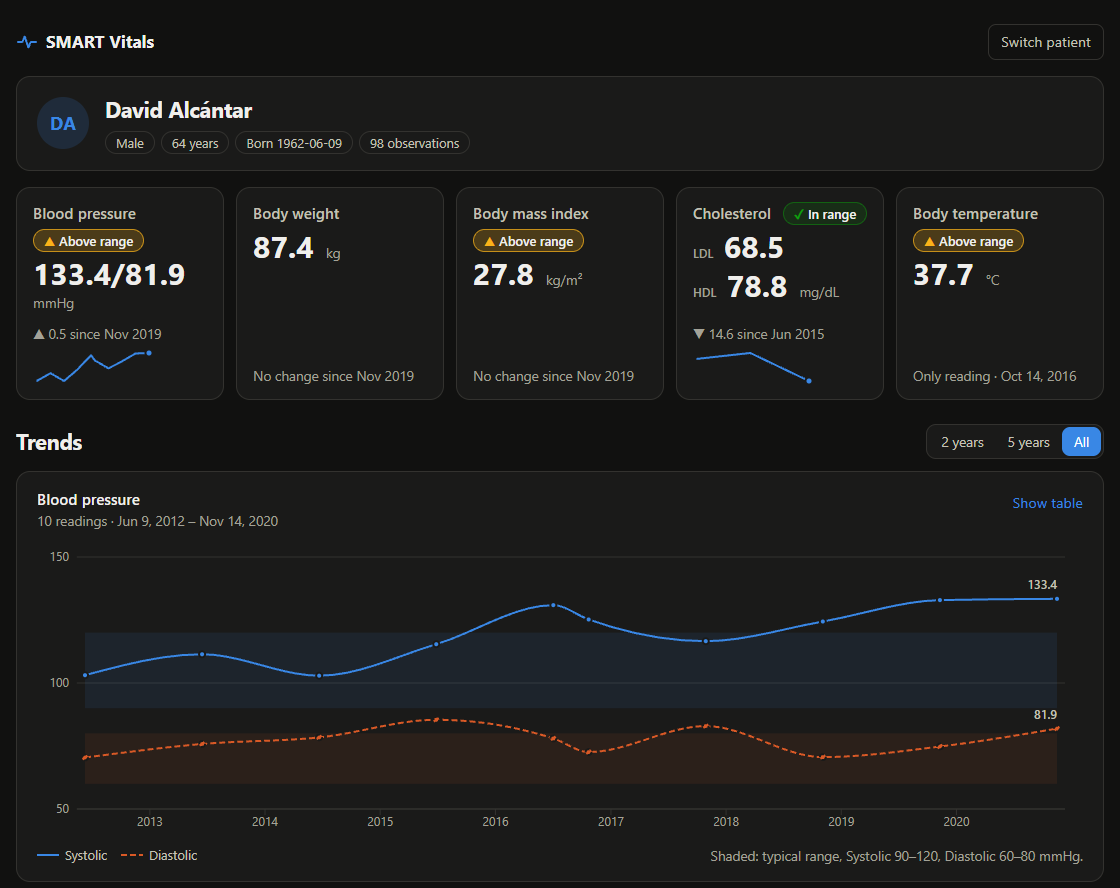 SMART Vitals
Switch patient
DA
David Alcántar
Male
64 years
Born 1962-06-09
98 observations
Blood pressure
Above range
133.4/81.9
mmHg
▲ 0.5 since Nov 2019
Body weight
87.4 kg
No change since Nov 2019
Body mass index
Above range
27.8 kg/m²
No change since Nov 2019
Cholesterol
✓ In range
LDL 68.5
HDL 78.8 mg/dL
▼ 14.6 since Jun 2015
Body temperature
Above range
37.7 °C
Only reading · Oct 14, 2016
Trends
2 years
5 years
All
Blood pressure
10 readings · Jun 9, 2012 – Nov 14, 2020
Show table
150
133.4
100
81.9
50
2013 2014 2015 2016 2017 2018 2019 2020
Systolic
Diastolic
Shaded: typical range, Systolic 90–120, Diastolic 60–80 mmHg.